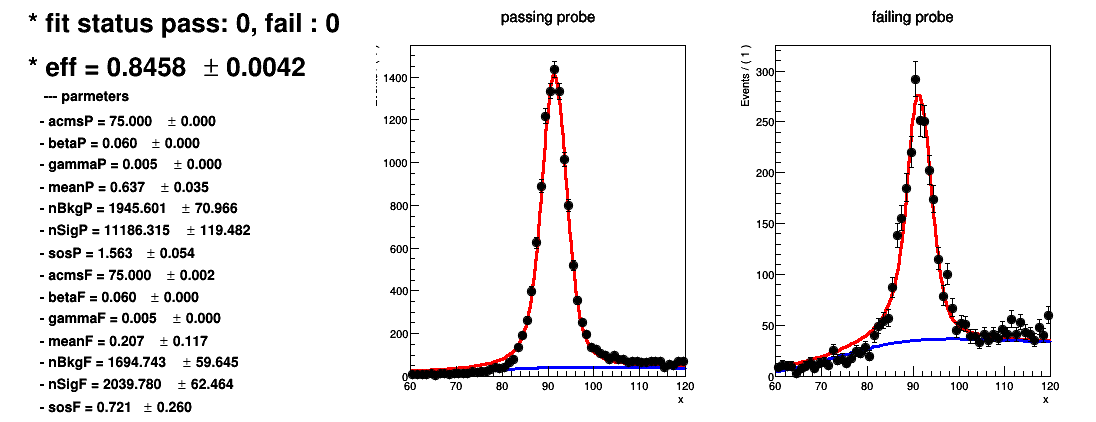 * fit status pass: 0, fail : 0
* eff = 0.8458 ± 0.0042
--- parmeters
- acmsP = 75.000 ± 0.000
- betaP = 0.060 ± 0.000
- gammaP = 0.005 ± 0.000
- meanP = 0.637 ± 0.035
- nBkgP = 1945.601 ± 70.966
- nSigP = 11186.315 ± 119.482
- sosP = 1.563 ± 0.054
- acmsF = 75.000 ± 0.002
- betaF = 0.060 ± 0.000
- gammaF = 0.005 ± 0.000
- meanF = 0.207 ± 0.117
- nBkgF = 1694.743 ± 59.645
- nSigF = 2039.780 ± 62.464
- sosF = 0.721 ± 0.260
passing probe
1400
1200
1000
800
600
400
200
0
60 70 80 90 100 110 120
x
failing probe
Events / ( 1 )
300
250
200
150
100
50
0
60 70 80 90 100 110 120
x